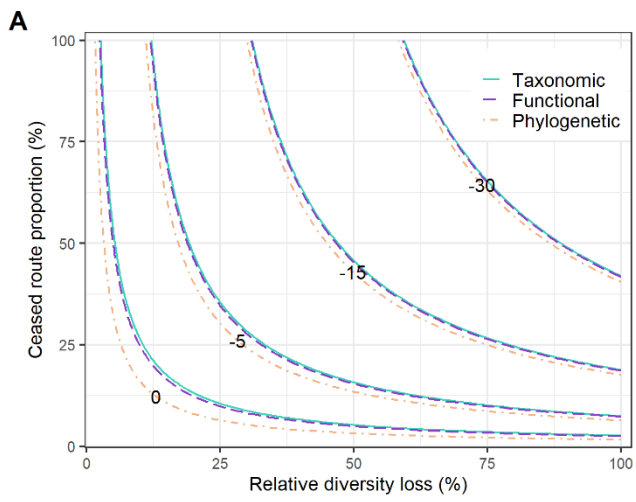 A
Ceased route proportion (%)
100
75
50
25
0
Taxonomic
Functional
Phylogenetic
-30
-15
-5
0
0
25
50
75
100
Relative diversity loss (%)